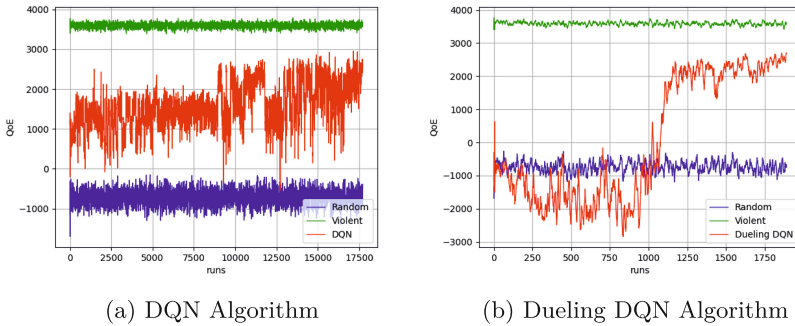 4000
3000
2000
1000
0
−1000
QoE
0
2500
5000
7500
10000
12500
15000
17500
runs
Random
Violent
DQN
(a) DQN Algorithm
4000
3000
2000
1000
0
−1000
−2000
−3000
QoE
0
250
500
750
1000
1250
1500
1750
runs
Random
Violent
Dueling DQN
(b) Dueling DQN Algorithm